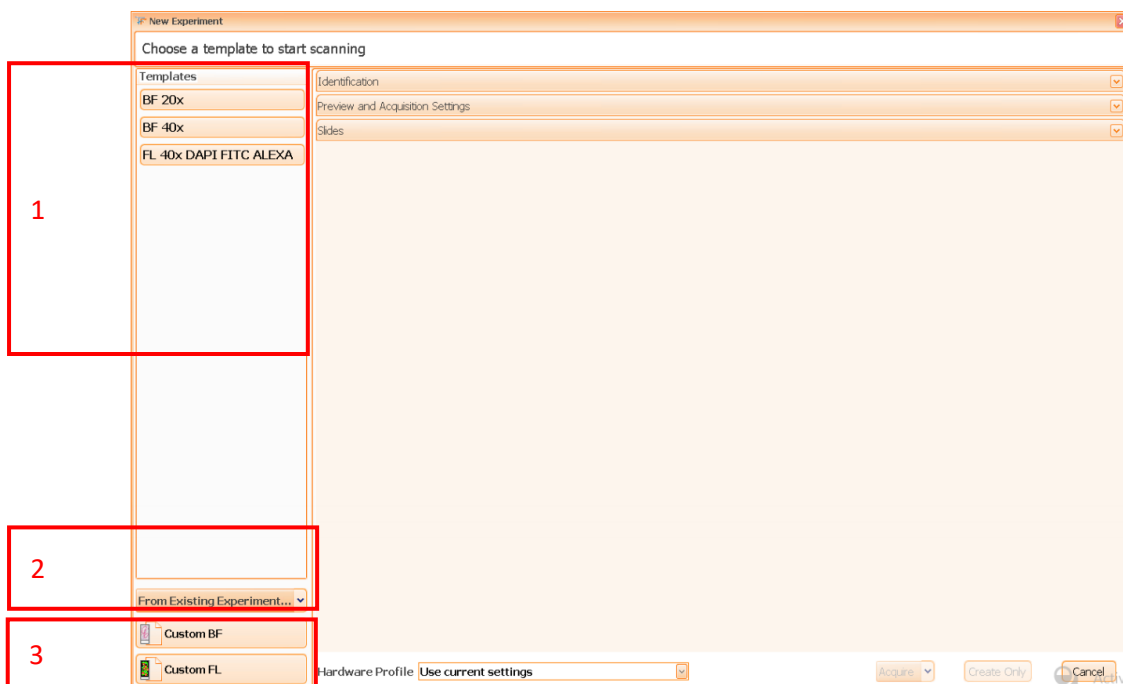 New Experiment
Choose a template to start scanning
1
Templates
BF 20x
BF 40x
FL 40x DAPI FITC ALEXA
Identification
Preview and Acquisition Settings
Slides
2
From Existing Experiment...
3
Custom BF
Custom FL
Hardware Profile Use current settings
Acquire
Create Only
Cancel